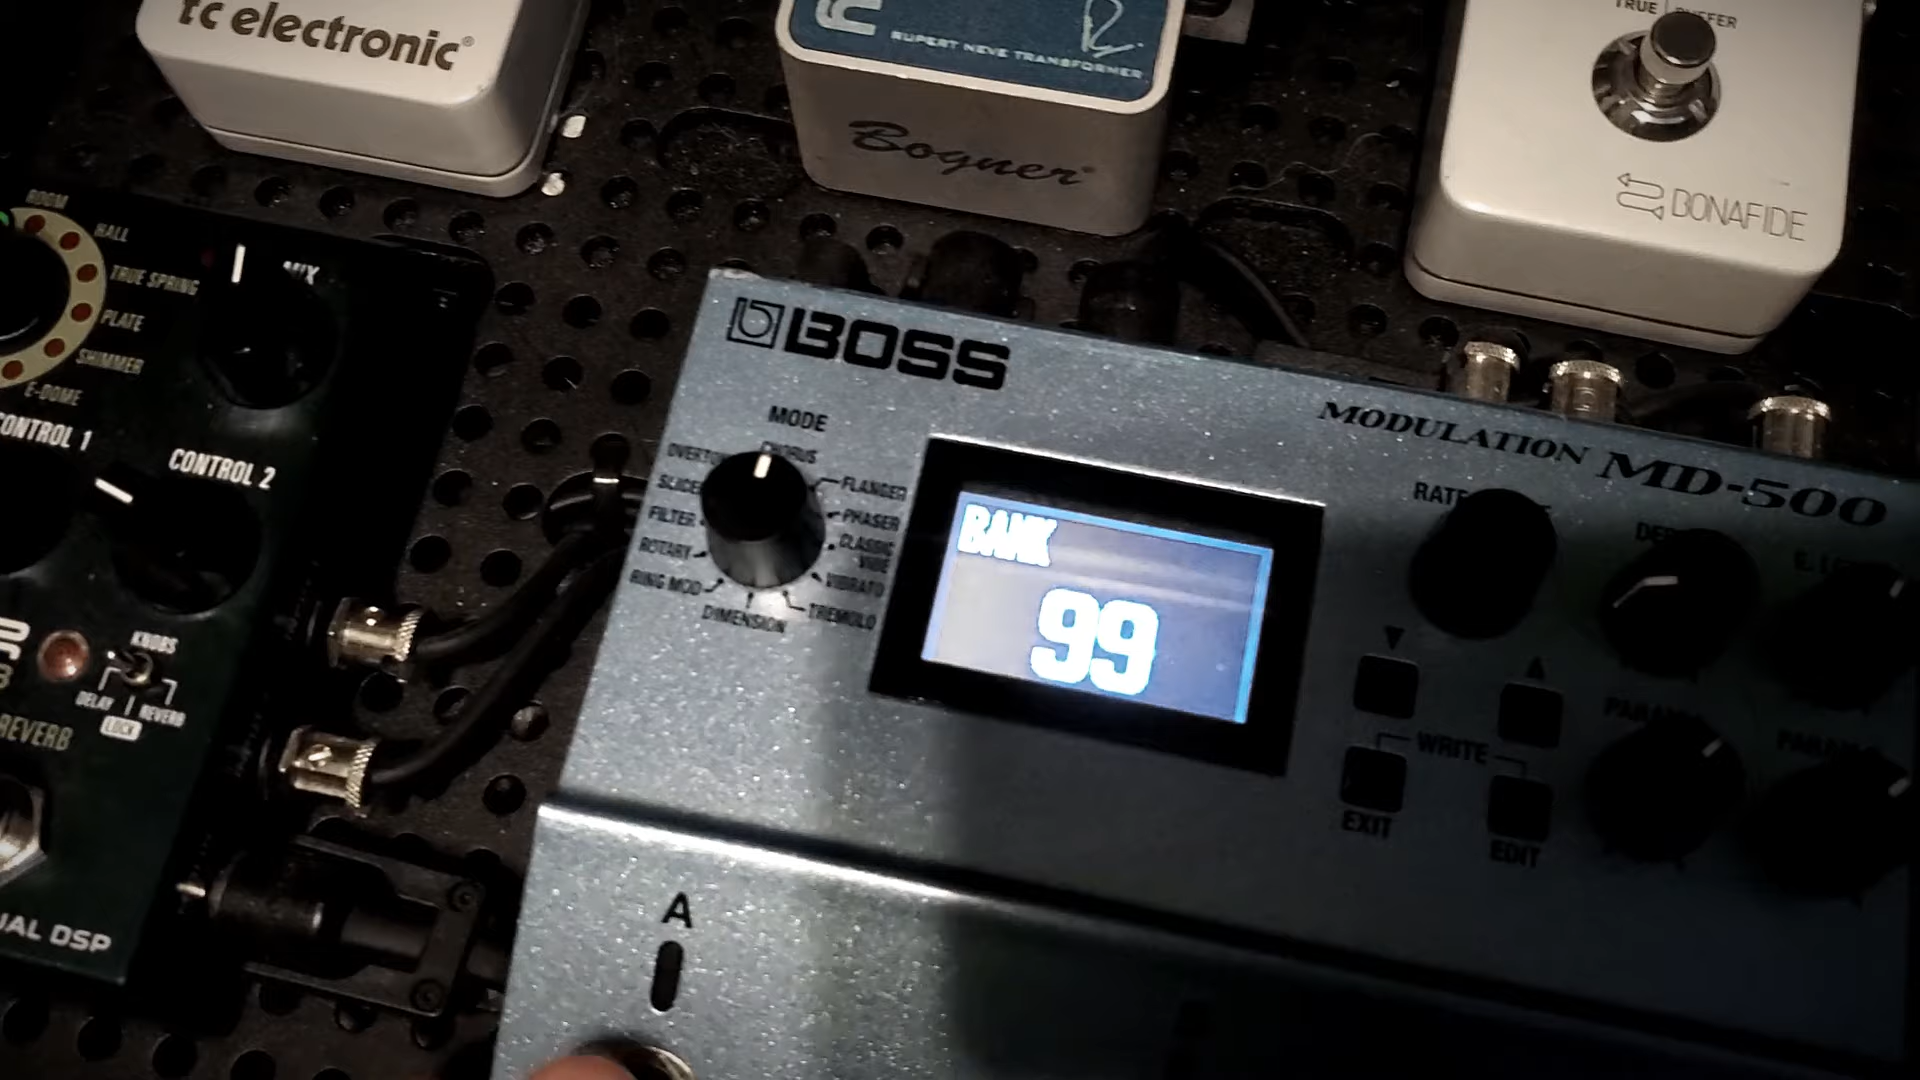 tc electronic®
RUPERT NEVE TRANSFORMER
Bogner®
TRUE BUFFER
BONAFIDE
ROOM
HALL
TRUE SPRING
PLATE
SHIMMER
E-DOME
MIX
CONTROL 1
CONTROL 2
KNOBS
DELAY
REVERB
LOCK
REVERB
DUAL DSP
BOSS
MODULATION MD-500
MODE
CHORUS
FLANGER
PHASER
CLASSIC
VIBE
VIBRATO
TREMOLO
DIMENSION
RING MOD
ROTARY
FILTER
BANK
99
RATE
WRITE
EXIT
EDIT
A